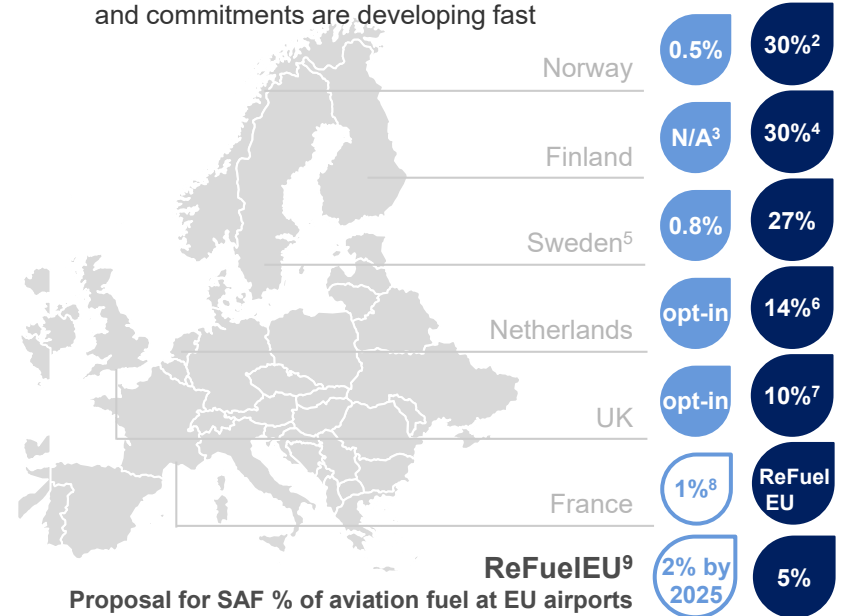 and commitments are developing fast
Norway 0.5% 30%²
Finland N/A³ 30%⁴
Sweden⁵ 0.8% 27%
Netherlands opt-in 14%⁶
UK opt-in 10%⁷
France 1%⁸ ReFuel
EU
ReFuelEU⁹ 2% by
2025 5%
Proposal for SAF % of aviation fuel at EU airports